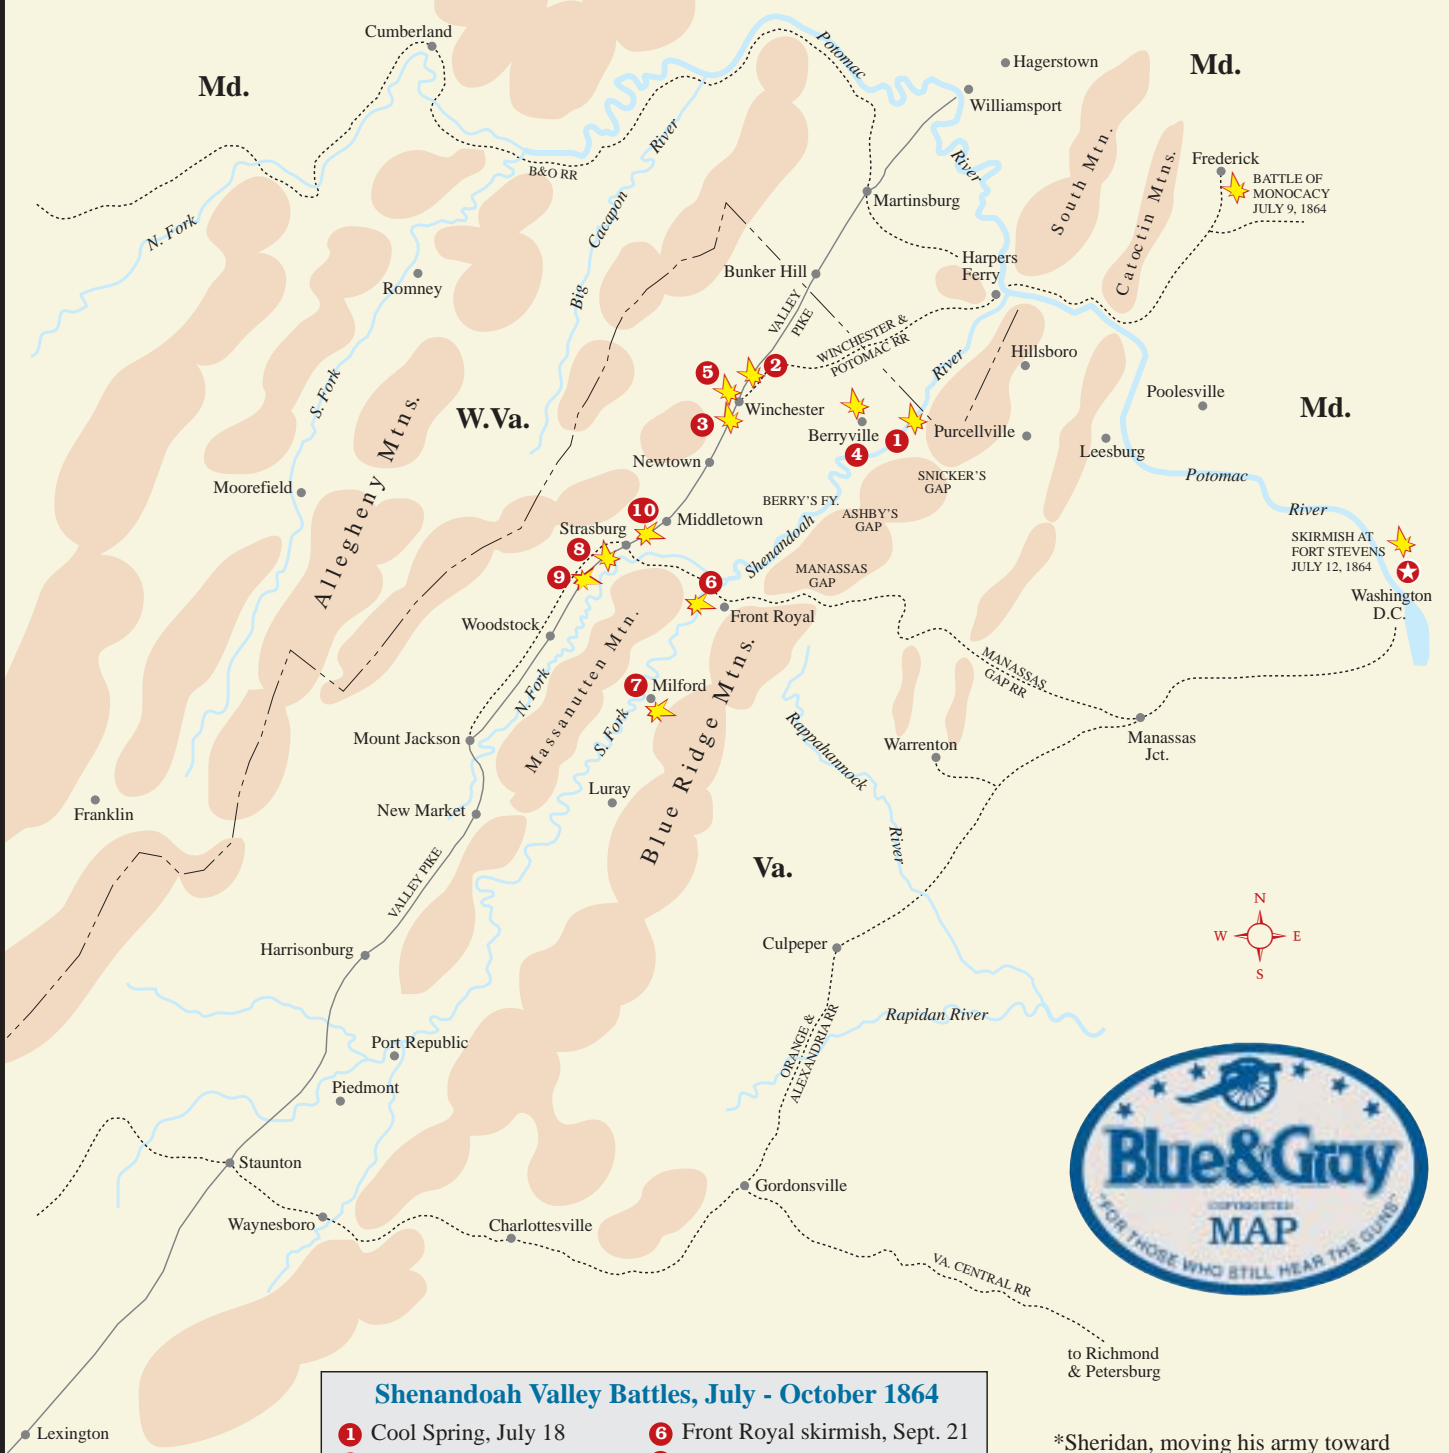 Cumberland
Md.
Potomac
Hagerstown
Md.
Williamsport
River
River
B&O RR
South Mtn.
Catoctin Mtns.
Frederick
BATTLE OF
MONOCACY
JULY 9, 1864
Martinsburg
N. Fork
Cacapon
Big
Romney
Bunker Hill
Harpers
Ferry
VALLEY
PIKE
WINCHESTER &
POTOMAC RR
River
Hillsboro
S. Fork
5
2
Winchester
3
Poolesville
Md.
W.Va.
Berryville
4
1
Purcellville
Leesburg
Allegheny Mtns.
Newtown
SNICKER'S
GAP
Potomac
River
Moorefield
10
Middletown
BERRY'S FY.
ASHBY'S
GAP
Strasburg
8
9
Shenandoah
SKIRMISH AT
FORT STEVENS
JULY 12, 1864
Washington
D.C.
MANASSAS
GAP
6
Front Royal
Woodstock
Massanutten Mtn.
N. Fork
7
Milford
S. Fork
Blue Ridge Mtns.
MANASSAS
GAP RR
Rappahannock
River
Mount Jackson
Warrenton
Manassas
Jct.
Franklin
New Market
Luray
VALLEY PIKE
Va.
N
W
E
S
Harrisonburg
Culpeper
Rapidan River
ORANGE &
ALEXANDRIA RR
Port Republic
Piedmont
Blue&Gray
COPYRIGHTED
MAP
"FOR THOSE WHO STILL HEAR THE GUNS"
Staunton
Gordonsville
Waynesboro
Charlottesville
VA. CENTRAL RR
to Richmond
& Petersburg
Lexington
Shenandoah Valley Battles, July - October 1864
1 Cool Spring, July 18
6 Front Royal skirmish, Sept. 21
*Sheridan, moving his army toward